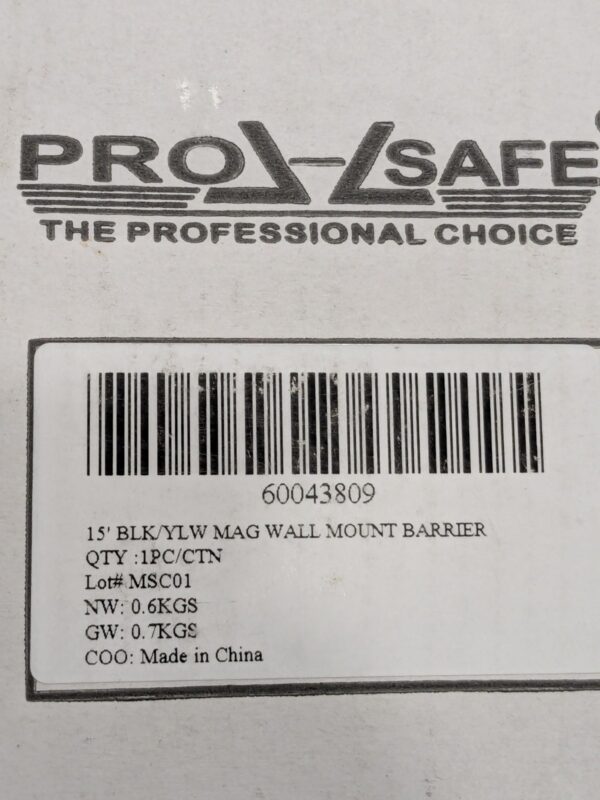 PRO-SAFE
THE PROFESSIONAL CHOICE
60043809
15' BLK/YLW MAG WALL MOUNT BARRIER
QTY :1PC/CTN
Lot# MSC01
NW: 0.6KGS
GW: 0.7KGS
COO: Made in China